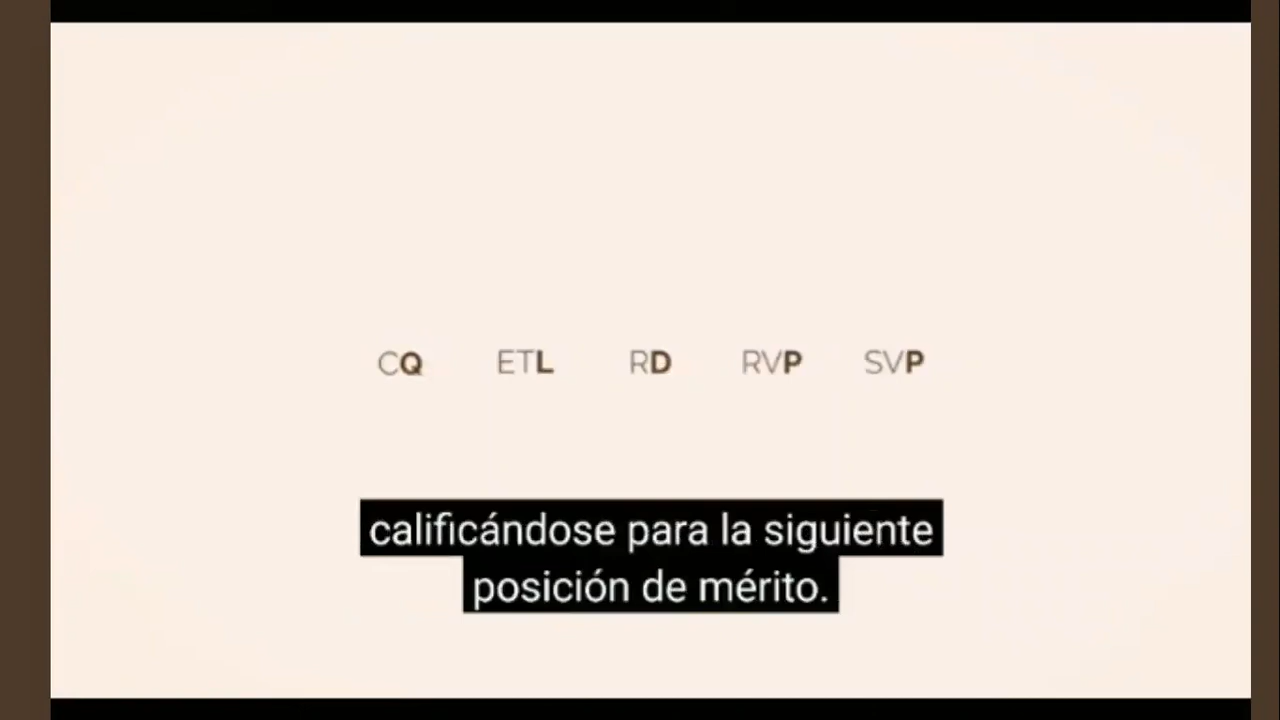 CQ ETL RD RVP SVP
calificándose para la siguiente
posición de mérito.